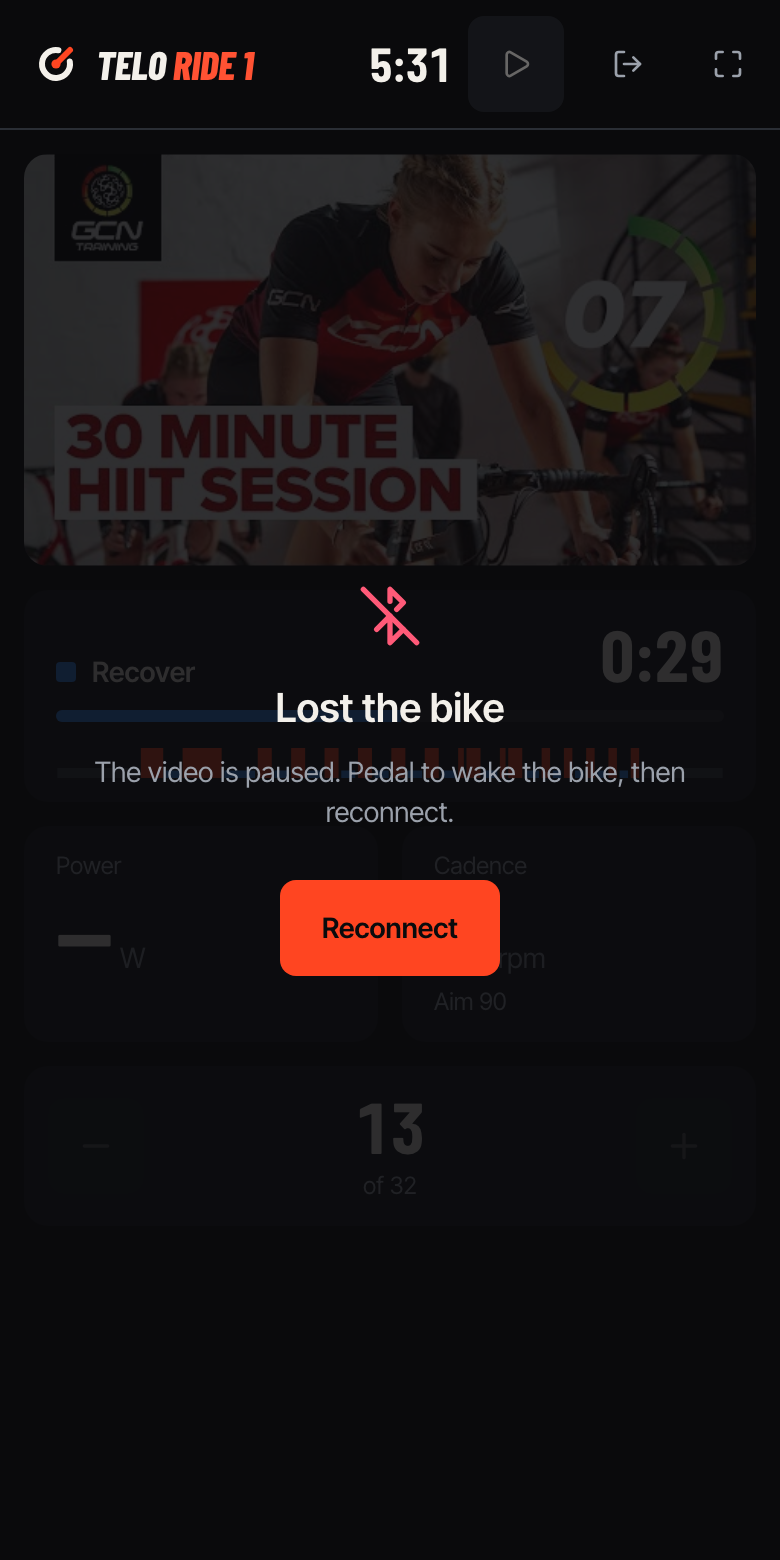 TELO RIDE 1
5:31
GCN
TRAINING
GCN
GCN
07
30 MINUTE
HIIT SESSION
Recover
0:29
Lost the bike
The video is paused. Pedal to wake the bike, then
reconnect.
Power
Cadence
W
rpm
Reconnect
Aim 90
13
of 32